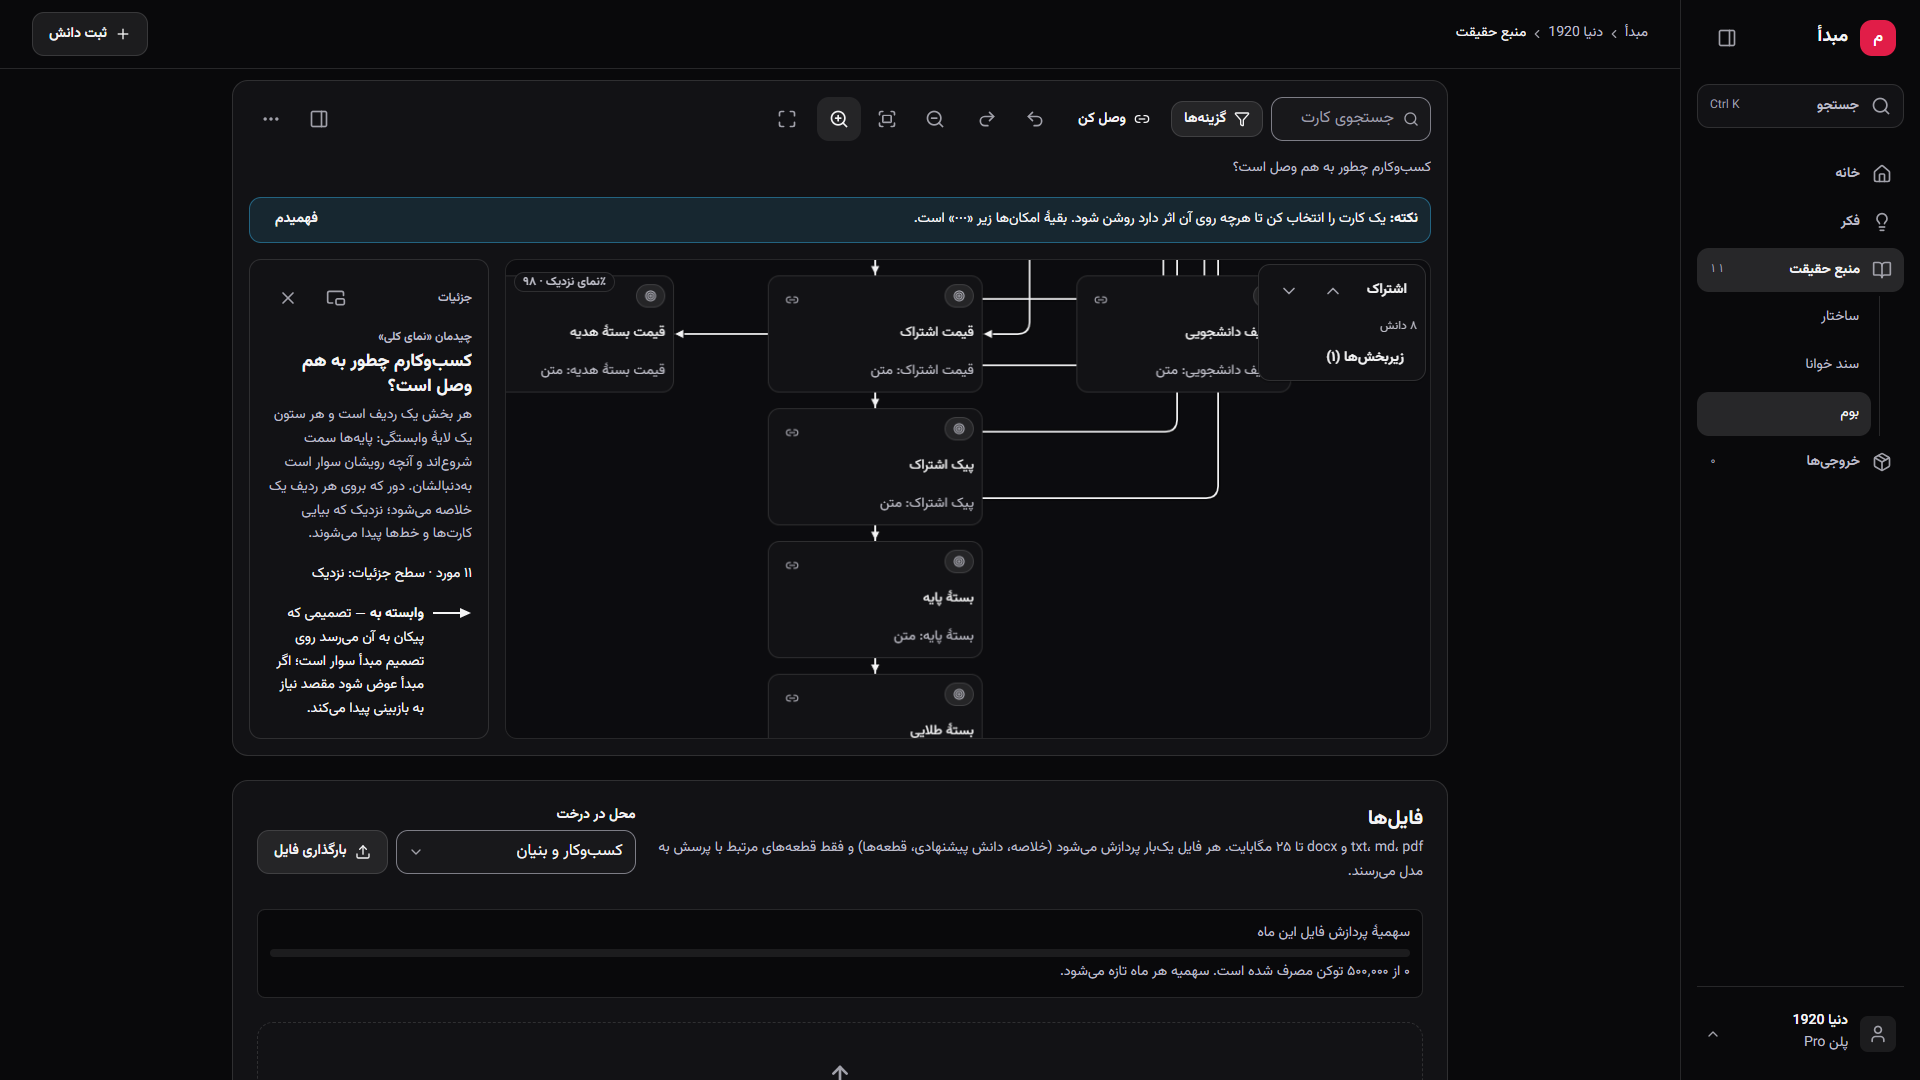 م
مبدأ
جستجو
Ctrl K
خانه
فکر
منبع حقیقت
۱۱
ساختار
سند خوانا
بوم
خروجی‌ها
۰
دنیا 1920
پلن Pro
مبدأ › دنیا 1920 › منبع حقیقت
ثبت دانش
جستجوی کارت
گزینه‌ها
وصل کن
کسب‌وکارم چطور به هم وصل است؟
نکته: یک کارت را انتخاب کن تا هرچه روی آن اثر دارد روشن شود. بقیهٔ امکان‌ها زیر «···» است.
فهمیدم
اشتراک
۸ دانش
زیربخش‌ها (۱)
یف دانشجویی
یف دانشجویی: متن
قیمت اشتراک
قیمت اشتراک: متن
٪نمای نزدیک · ۹۸
قیمت بستهٔ هدیه
قیمت بستهٔ هدیه: متن
پیک اشتراک
پیک اشتراک: متن
بستهٔ پایه
بستهٔ پایه: متن
بستهٔ طلایی
جزئیات
چیدمان «نمای کلی»
کسب‌وکارم چطور به هم
وصل است؟
هر بخش یک ردیف است و هر ستون
یک لایهٔ وابستگی: پایه‌ها سمت
شروع‌اند و آنچه رویشان سوار است
به‌دنبالشان. دور که بروی هر ردیف یک
خلاصه می‌شود؛ نزدیک که بیایی
کارت‌ها و خط‌ها پیدا می‌شوند.
۱۱ مورد · سطح جزئیات: نزدیک
وابسته به – تصمیمی که
پیکان به آن می‌رسد روی
تصمیم مبدأ سوار است؛ اگر
مبدأ عوض شود مقصد نیاز
به بازبینی پیدا می‌کند.
فایل‌ها
txt، md، pdf و docx تا ۲۵ مگابایت. هر فایل یک‌بار پردازش می‌شود (خلاصه، دانش پیشنهادی، قطعه‌ها) و فقط قطعه‌های مرتبط با پرسش به
مدل می‌رسند.
محل در درخت
کسب‌وکار و بنیان
بارگذاری فایل
سهمیهٔ پردازش فایل این ماه
۰ از ۵۰۰,۰۰۰ توکن مصرف شده است. سهمیه هر ماه تازه می‌شود.